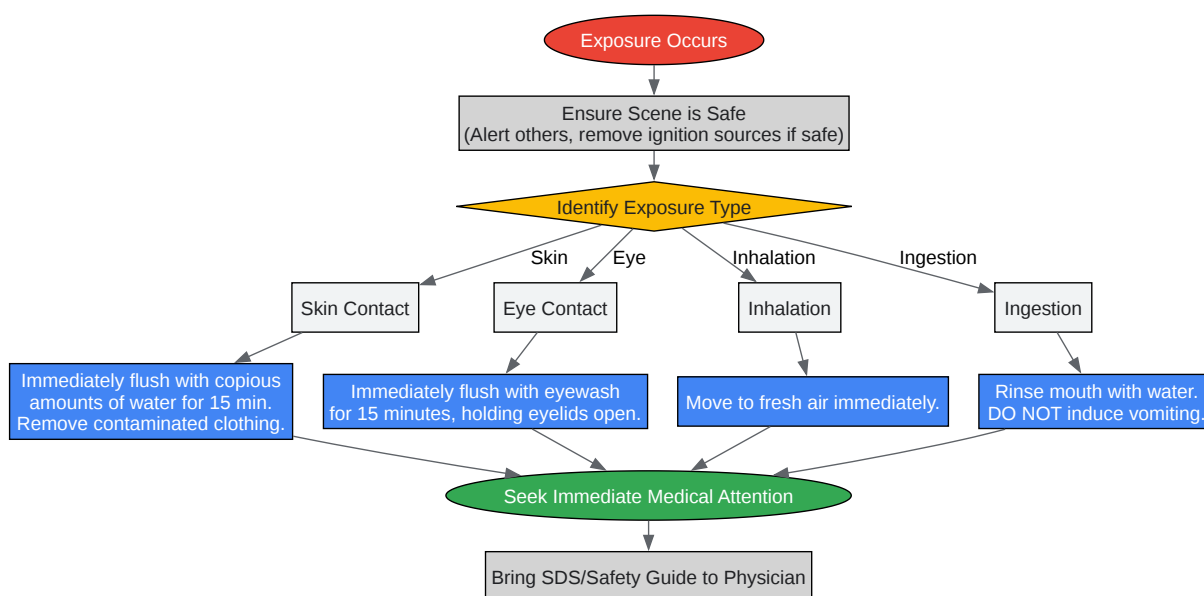 Exposure Occurs
Ensure Scene is Safe
(Alert others, remove ignition sources if safe)
Identify Exposure Type
Skin
Eye
Inhalation
Ingestion
Skin Contact
Eye Contact
Inhalation
Ingestion
Immediately flush with copious
amounts of water for 15 min.
Remove contaminated clothing.
Immediately flush with eyewash
for 15 minutes, holding eyelids open.
Move to fresh air immediately.
Rinse mouth with water.
DO NOT induce vomiting.
Seek Immediate Medical Attention
Bring SDS/Safety Guide to Physician